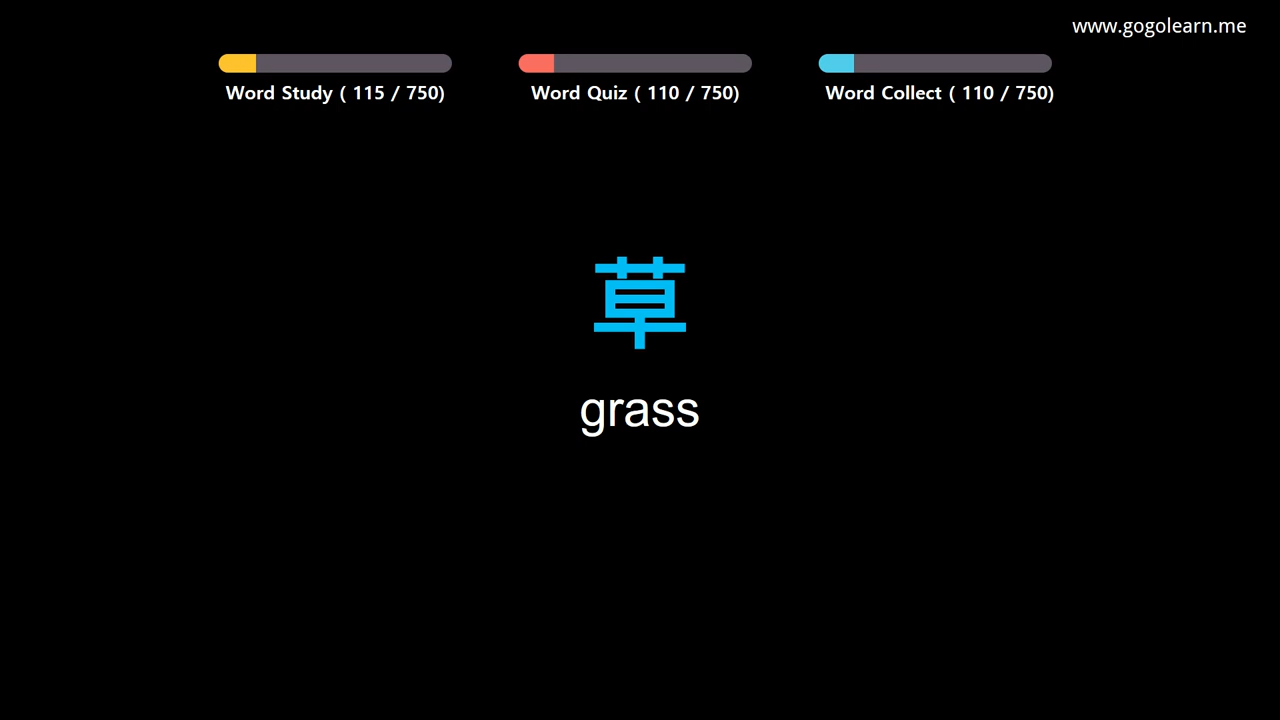 www.gogolearn.me
Word Study ( 115 / 750)
Word Quiz ( 110 / 750)
Word Collect ( 110 / 750)
草
grass